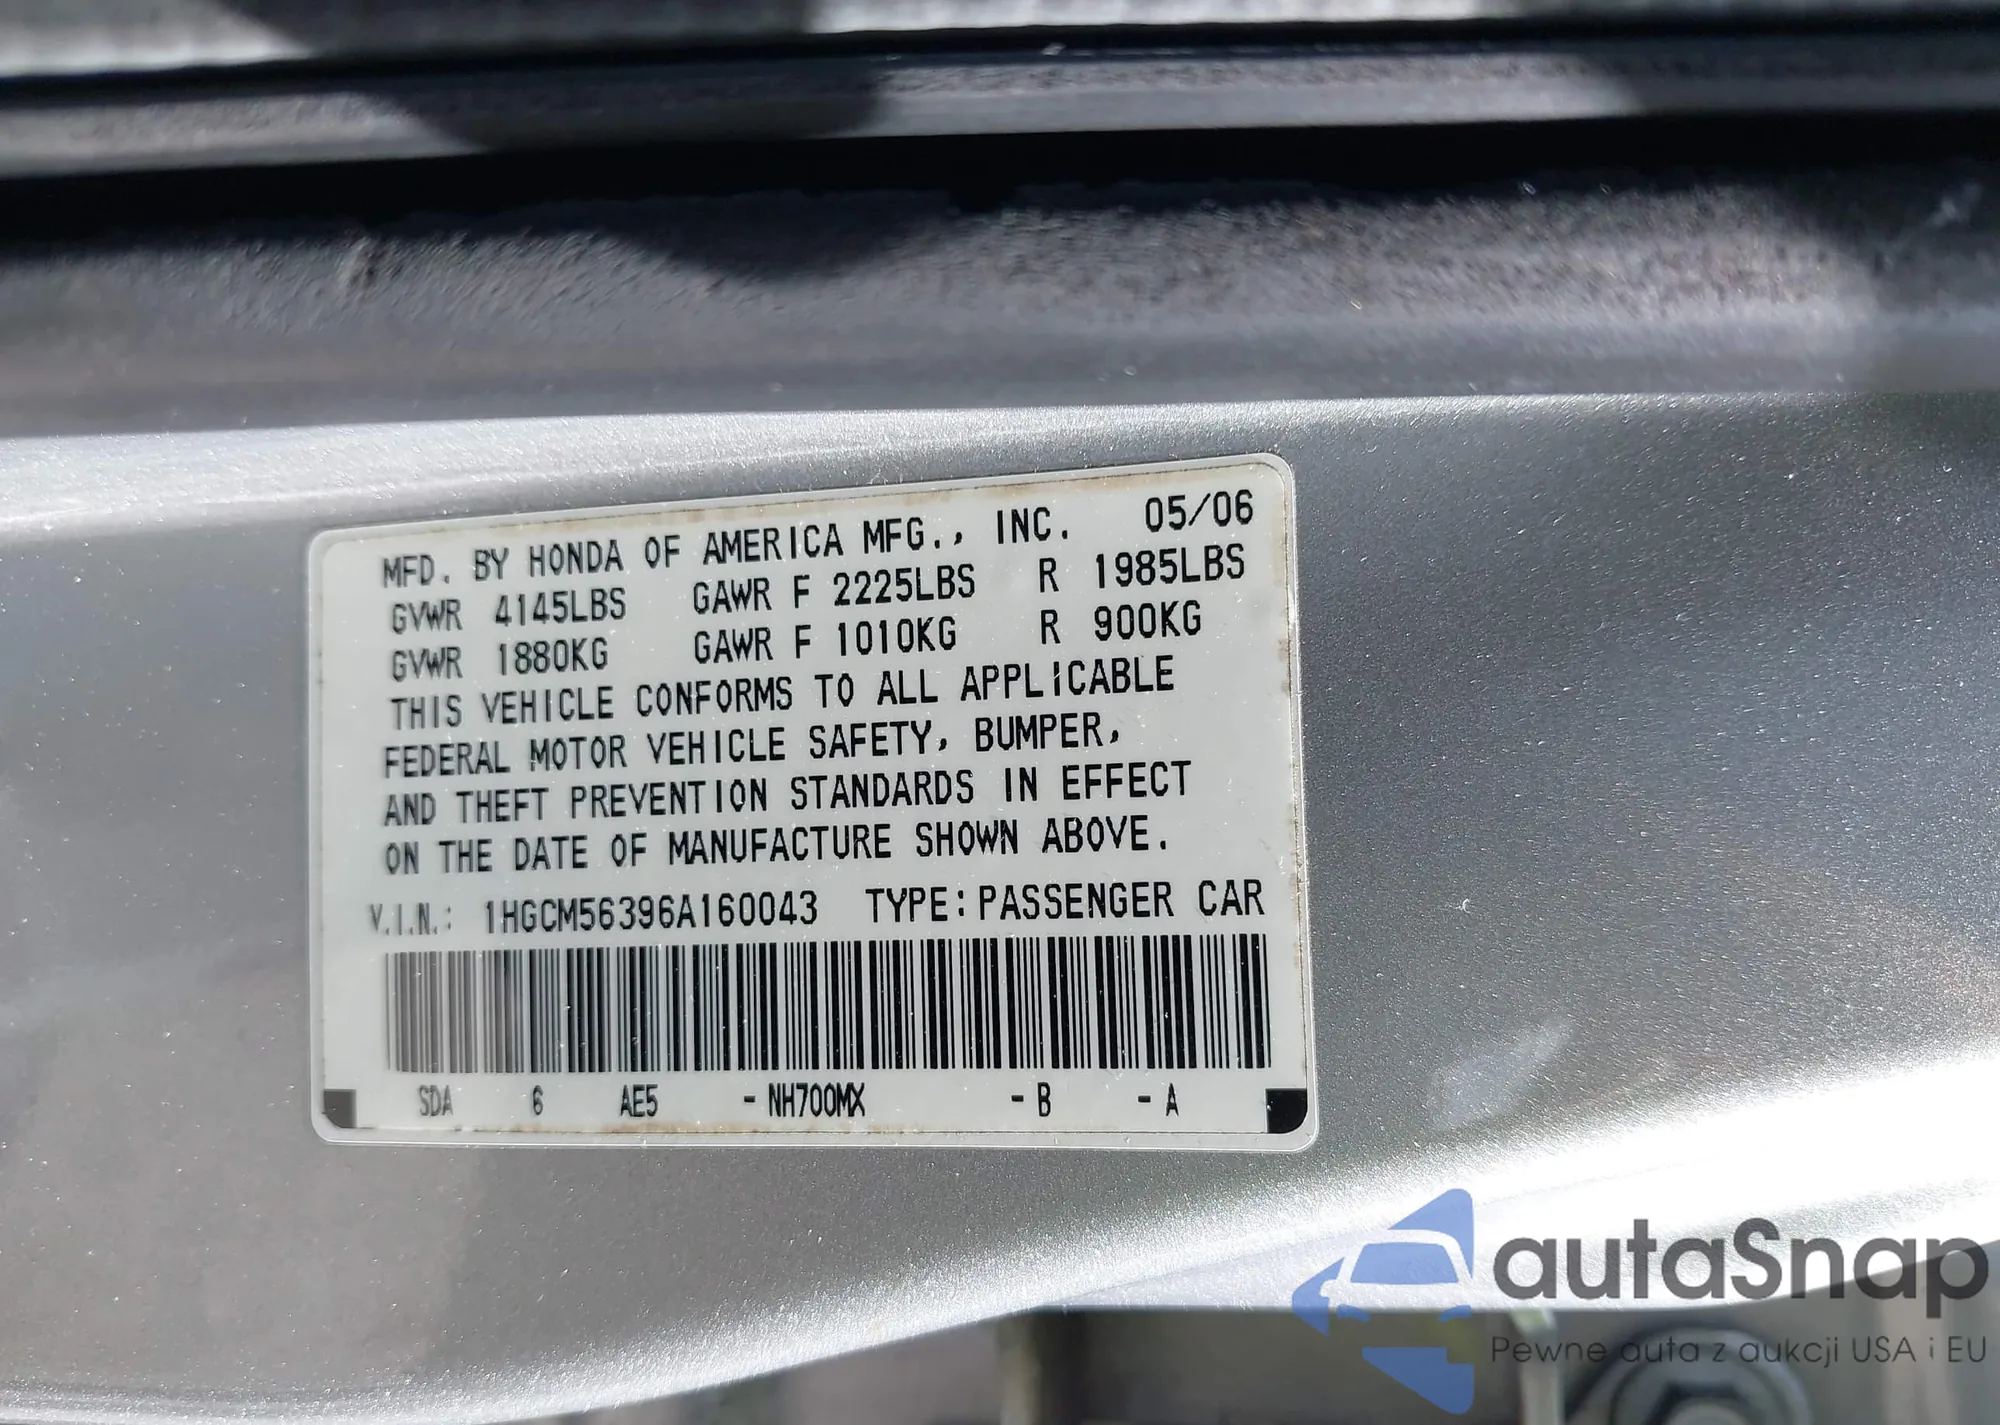 MFD. BY HONDA OF AMERICA MFG., INC. 05/06
GVWR 4145LBS GAWR F 2225LBS R 1985LBS
GVWR 1880KG GAWR F 1010KG R 900KG
THIS VEHICLE CONFORMS TO ALL APPLICABLE
FEDERAL MOTOR VEHICLE SAFETY, BUMPER,
AND THEFT PREVENTION STANDARDS IN EFFECT
ON THE DATE OF MANUFACTURE SHOWN ABOVE.
V.I.N.: 1HGCM56396A160043 TYPE:PASSENGER CAR
SDA 6 AE5 -NH700MX -B -A
autaSnap
Pewne auta z aukcji USA i EU